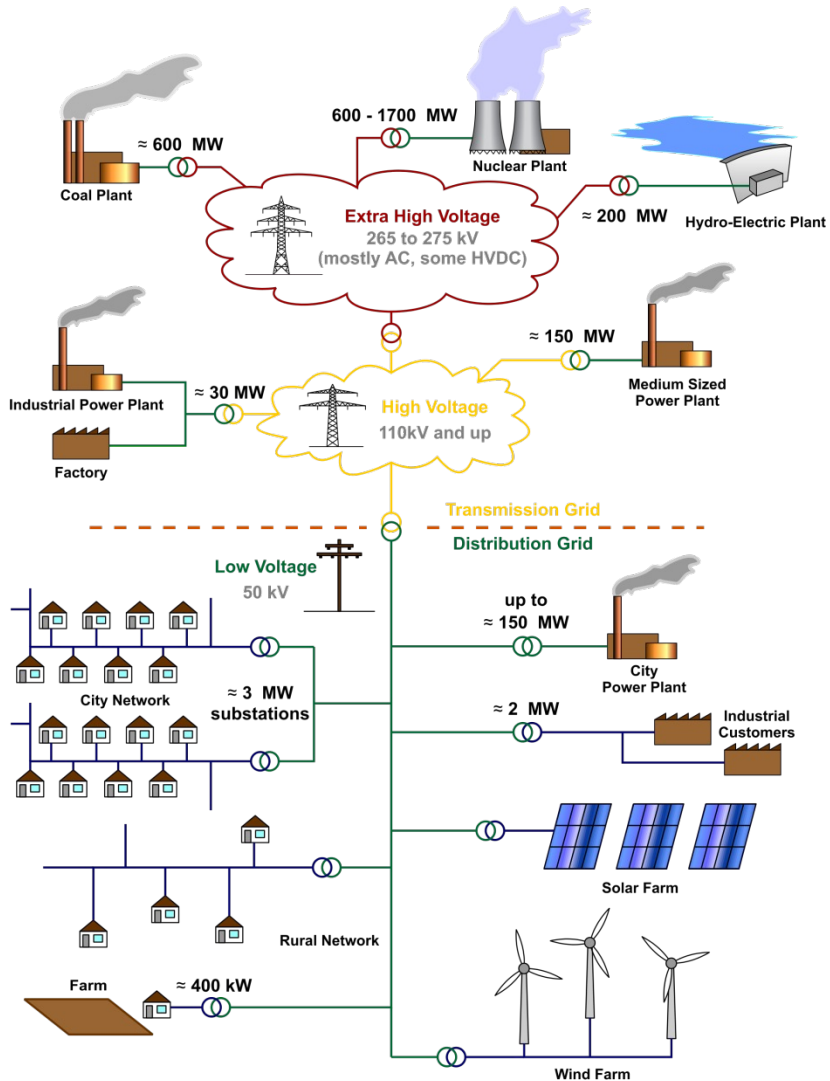 600 - 1700 MW
≈ 600 MW
Nuclear Plant
Coal Plant
Extra High Voltage
265 to 275 kV
(mostly AC, some HVDC)
≈ 200 MW
Hydro-Electric Plant
≈ 150 MW
≈ 30 MW
Industrial Power Plant
Medium Sized
Power Plant
High Voltage
110kV and up
Factory
Transmission Grid
Distribution Grid
Low Voltage
50 kV
up to
≈ 150 MW
City
Power Plant
City Network
≈ 3 MW
substations
≈ 2 MW
Industrial
Customers
Solar Farm
Rural Network
Farm
≈ 400 kW
Wind Farm